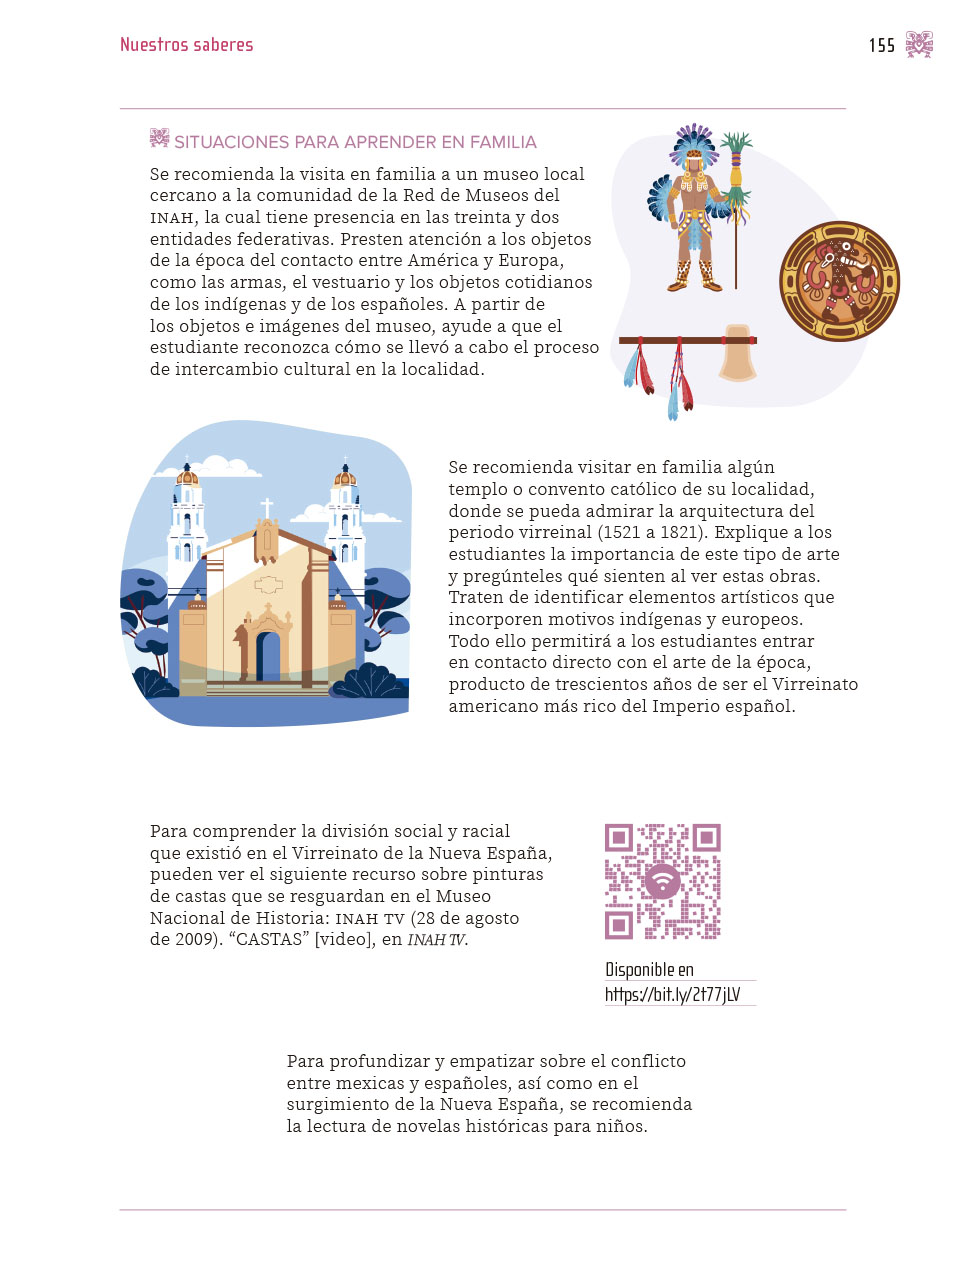 Nuestros saberes
155
SITUACIONES PARA APRENDER EN FAMILIA
Se recomienda la visita en familia a un museo local
cercano a la comunidad de la Red de Museos del
INAH, la cual tiene presencia en las treinta y dos
entidades federativas. Presten atención a los objetos
de la época del contacto entre América y Europa,
como las armas, el vestuario y los objetos cotidianos
de los indígenas y de los españoles. A partir de
los objetos e imágenes del museo, ayude a que el
estudiante reconozca cómo se llevó a cabo el proceso
de intercambio cultural en la localidad.
Se recomienda visitar en familia algún
templo o convento católico de su localidad,
donde se pueda admirar la arquitectura del
periodo virreinal (1521 a 1821). Explique a los
estudiantes la importancia de este tipo de arte
y pregúnteles qué sienten al ver estas obras.
Traten de identificar elementos artísticos que
incorporen motivos indígenas y europeos.
Todo ello permitirá a los estudiantes entrar
en contacto directo con el arte de la época,
producto de trescientos años de ser el Virreinato
americano más rico del Imperio español.
Para comprender la división social y racial
que existió en el Virreinato de la Nueva España,
pueden ver el siguiente recurso sobre pinturas
de castas que se resguardan en el Museo
Nacional de Historia: INAH TV (28 de agosto
de 2009). “CASTAS” [video], en INAH TV.
Disponible en
https://bit.ly/2t77jLV
Para profundizar y empatizar sobre el conflicto
entre mexicas y españoles, así como en el
surgimiento de la Nueva España, se recomienda
la lectura de novelas históricas para niños.